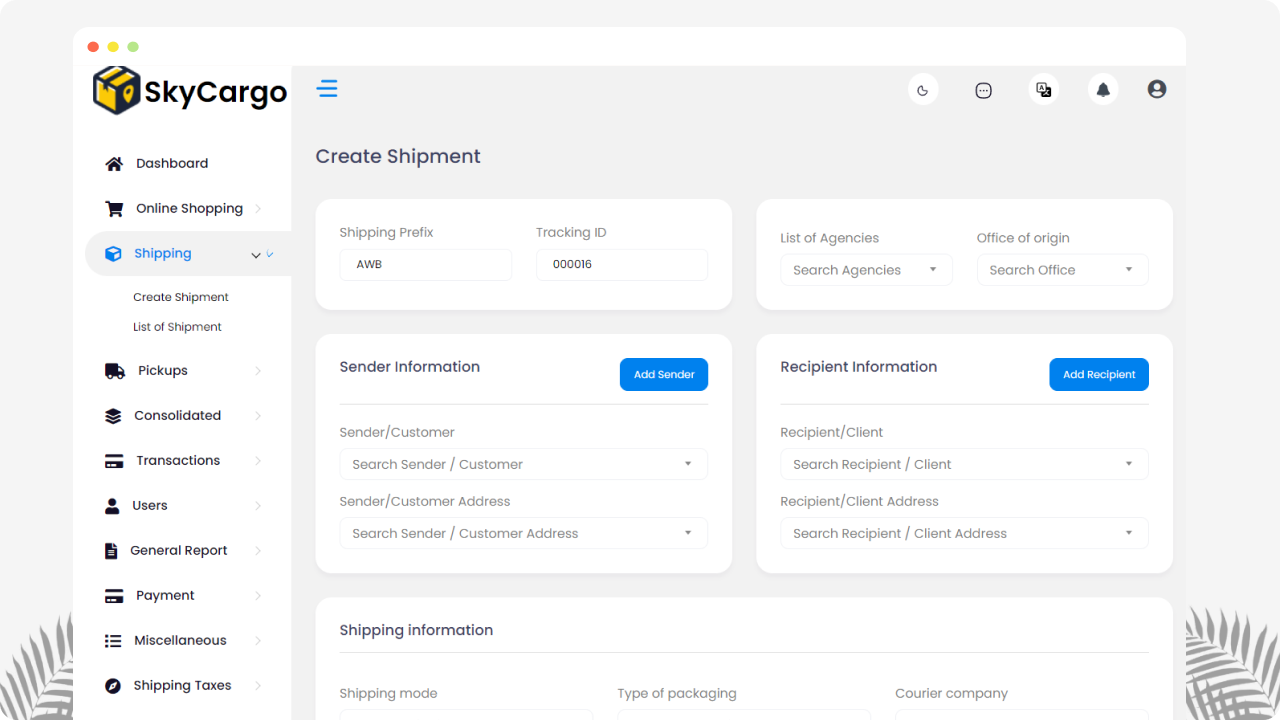 SkyCargo
Dashboard
Online Shopping
Shipping
Create Shipment
List of Shipment
Pickups
Consolidated
Transactions
Users
General Report
Payment
Miscellaneous
Shipping Taxes
Create Shipment
Shipping Prefix Tracking ID
AWB 000016
List of Agencies Office of origin
Search Agencies Search Office
Sender Information Add Sender
Sender/Customer
Search Sender / Customer
Sender/Customer Address
Search Sender / Customer Address
Recipient Information Add Recipient
Recipient/Client
Search Recipient / Client
Recipient/Client Address
Search Recipient / Client Address
Shipping information
Shipping mode Type of packaging Courier company